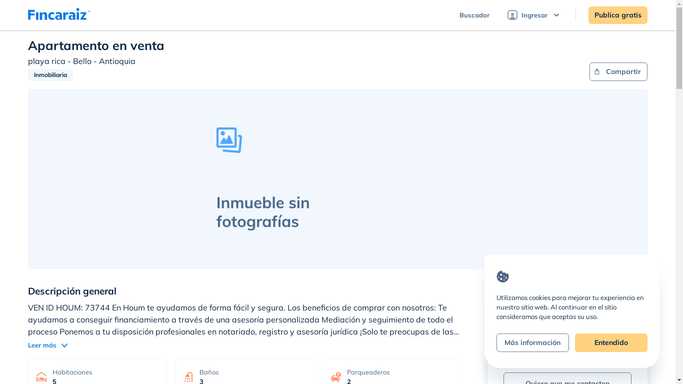 Fincaraiz
Buscador
Ingresar
Publica gratis
Apartamento en venta
playa rica - Bello - Antioquia
Inmobiliaria
Compartir
Inmueble sin
fotografías
Descripción general
VEN ID HOUM: 73744 En Houm te ayudamos de forma fácil y segura. Los beneficios de comprar con nosotros: Te
ayudamos a conseguir financiamiento a través de una asesoría personalizada Mediación y seguimiento de todo el
proceso Ponemos a tu disposición profesionales en notariado, registro y asesoría jurídica ¡Solo te preocupas de las...
Leer más
Habitaciones
5
Baños
3
Parqueaderos
2
Utilizamos cookies para mejorar tu experiencia en
nuestro sitio web. Al continuar en el sitio
consideramos que aceptas su uso.
Más información
Entendido
Quiero que me contacten